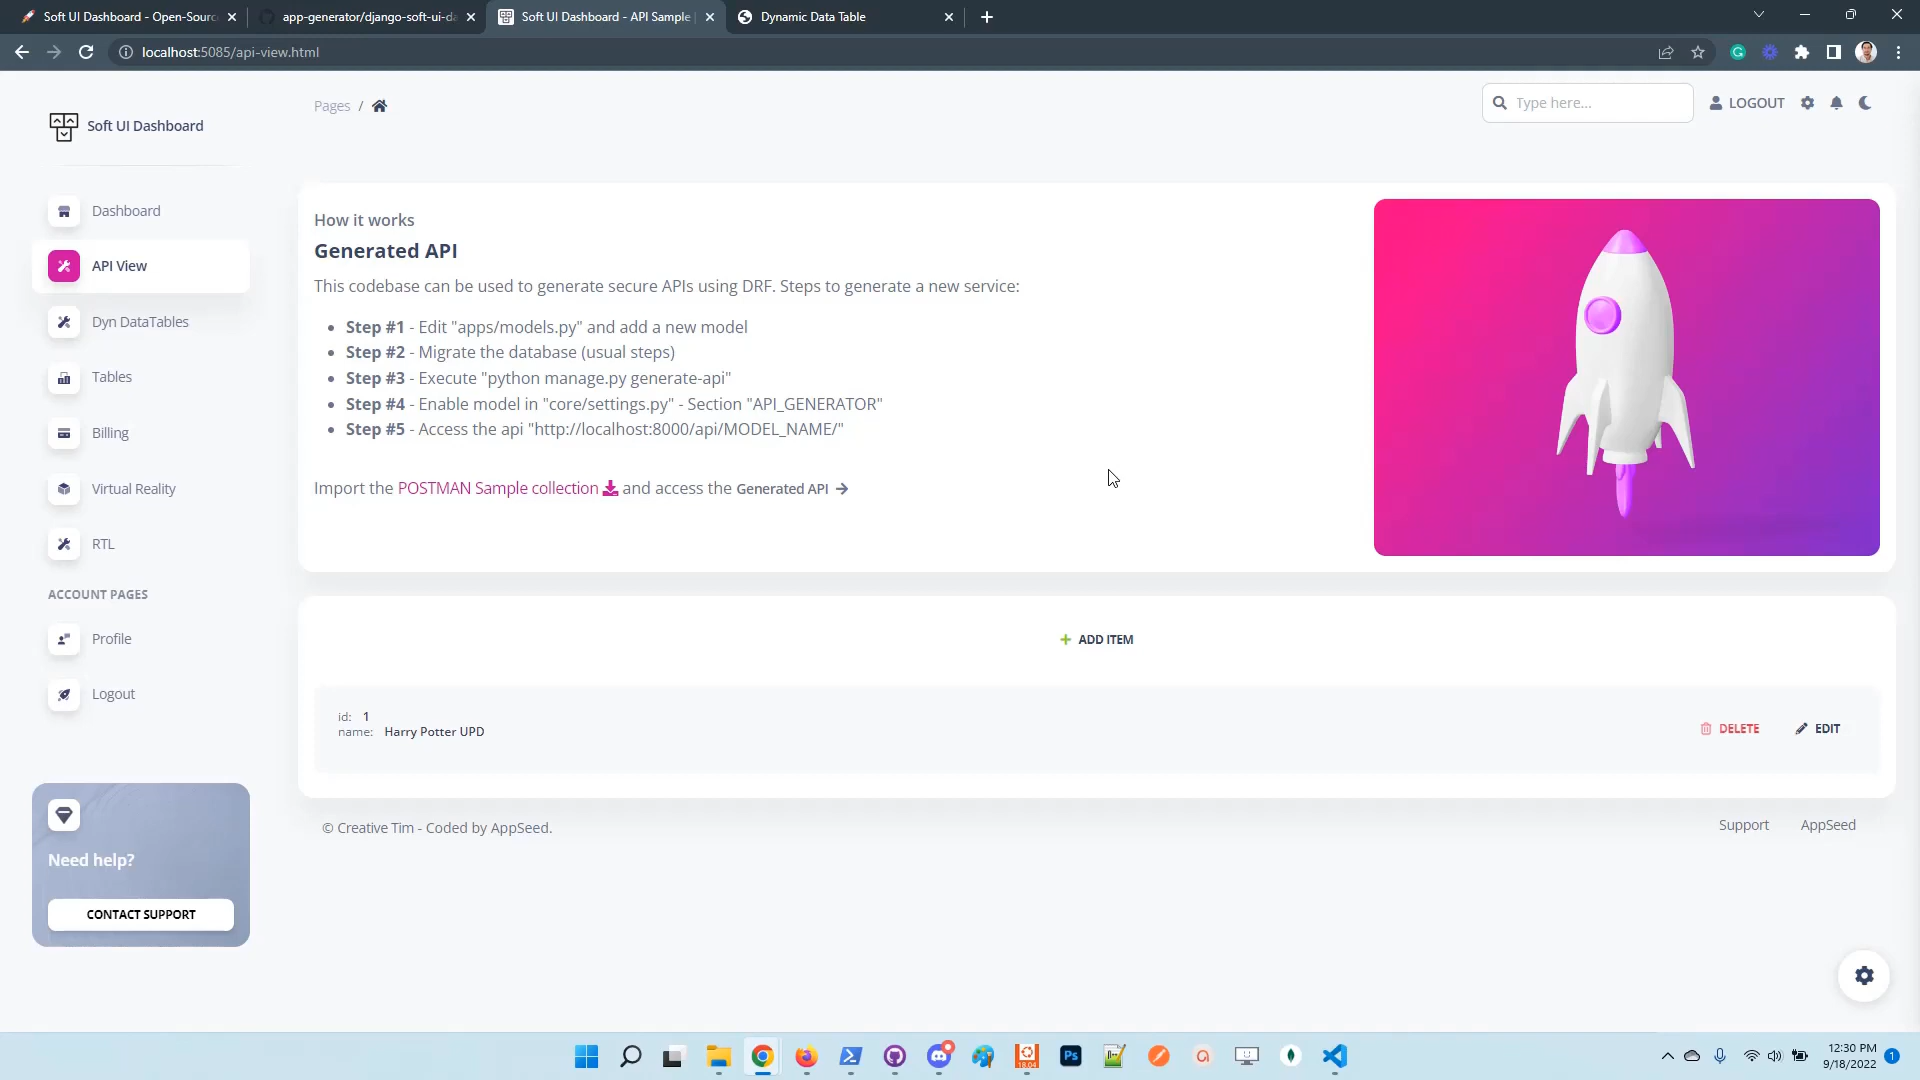 Soft UI Dashboard - Open-Sourc
app-generator/django-soft-ui-da
Soft UI Dashboard - API Sample
Dynamic Data Table
localhost:5085/api-view.html
Soft UI Dashboard
Pages / 
Type here...
LOGOUT
Dashboard
API View
Dyn DataTables
Tables
Billing
Virtual Reality
RTL
ACCOUNT PAGES
Profile
Logout
Need help?
CONTACT SUPPORT
How it works
Generated API
This codebase can be used to generate secure APIs using DRF. Steps to generate a new service:
Step #1 - Edit "apps/models.py" and add a new model
Step #2 - Migrate the database (usual steps)
Step #3 - Execute "python manage.py generate-api"
Step #4 - Enable model in "core/settings.py" - Section "API_GENERATOR"
Step #5 - Access the api "http://localhost:8000/api/MODEL_NAME/"
Import the POSTMAN Sample collection and access the Generated API →
+ ADD ITEM
id: 1
name: Harry Potter UPD
DELETE
EDIT
© Creative Tim - Coded by AppSeed.
Support
AppSeed
18.04
Ps
12:30 PM
9/18/2022
1